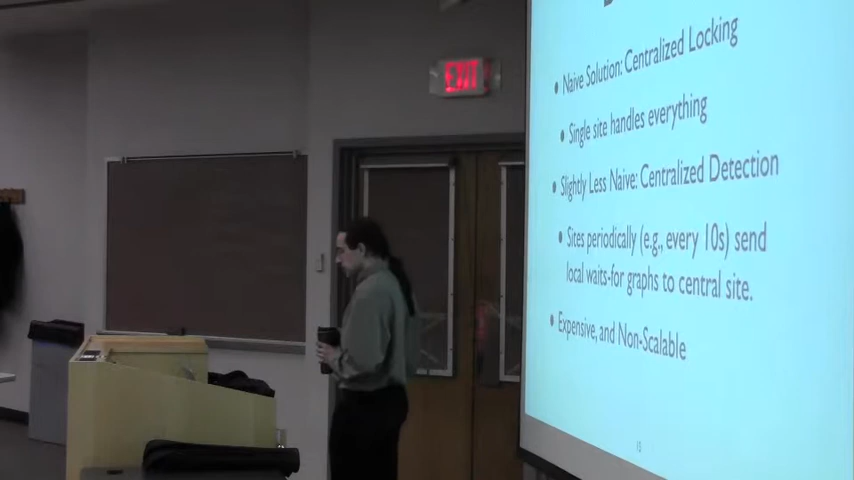 EXIT
• Naive Solution: Centralized Locking
• Single site handles everything
• Slightly Less Naive: Centralized Detection
• Sites periodically (e.g., every 10s) send
local waits-for graphs to central site.
• Expensive, and Non-Scalable
15